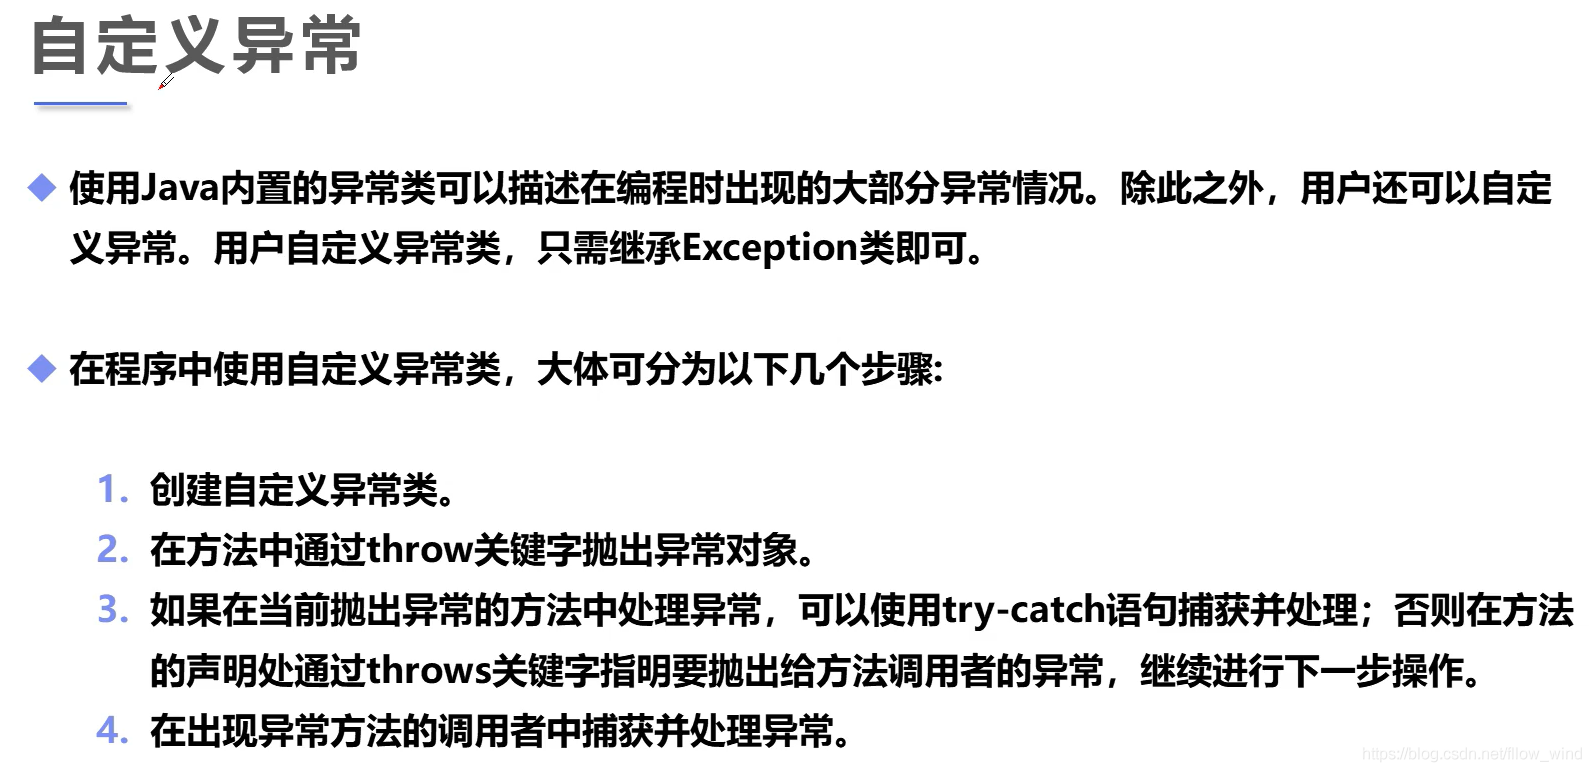 自定义异常
使用Java内置的异常类可以描述在编程时出现的大部分异常情况。除此之外，用户还可以自定
义异常。用户自定义异常类，只需继承Exception类即可。
在程序中使用自定义异常类，大体可分为以下几个步骤:
1. 创建自定义异常类。
2. 在方法中通过throw关键字抛出异常对象。
3. 如果在当前抛出异常的方法中处理异常，可以使用try-catch语句捕获并处理；否则在方法
的声明处通过throws关键字指明要抛出给方法调用者的异常，继续进行下一步操作。
4. 在出现异常方法的调用者中捕获并处理异常。
https://blog.csdn.net/fllow_wind